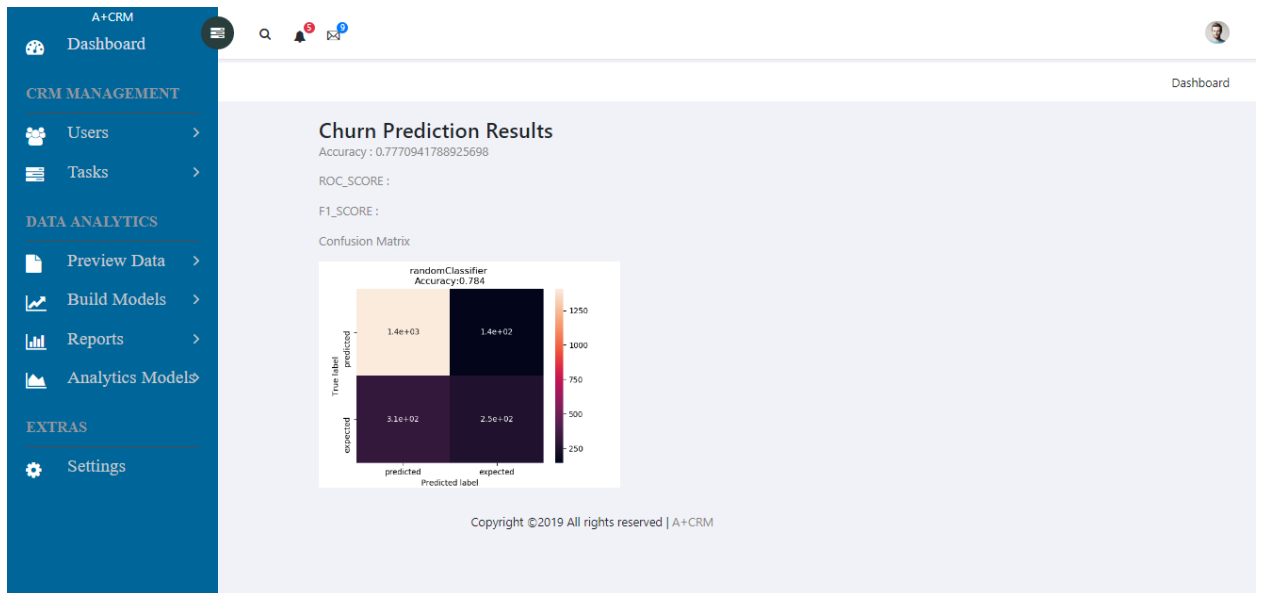 A+CRM
Dashboard
CRM MANAGEMENT
Users
Tasks
DATA ANALYTICS
Preview Data
Build Models
Reports
Analytics Models
EXTRAS
Settings
5
9
Dashboard
Churn Prediction Results
Accuracy : 0.7770941788925698
ROC_SCORE :
F1_SCORE :
Confusion Matrix
randomClassifier
Accuracy:0.784
True label
predicted
expected
1.4e+03 1.4e+02
3.1e+02 2.5e+02
predicted expected
Predicted label
1250
1000
750
500
250
Copyright ©2019 All rights reserved | A+CRM